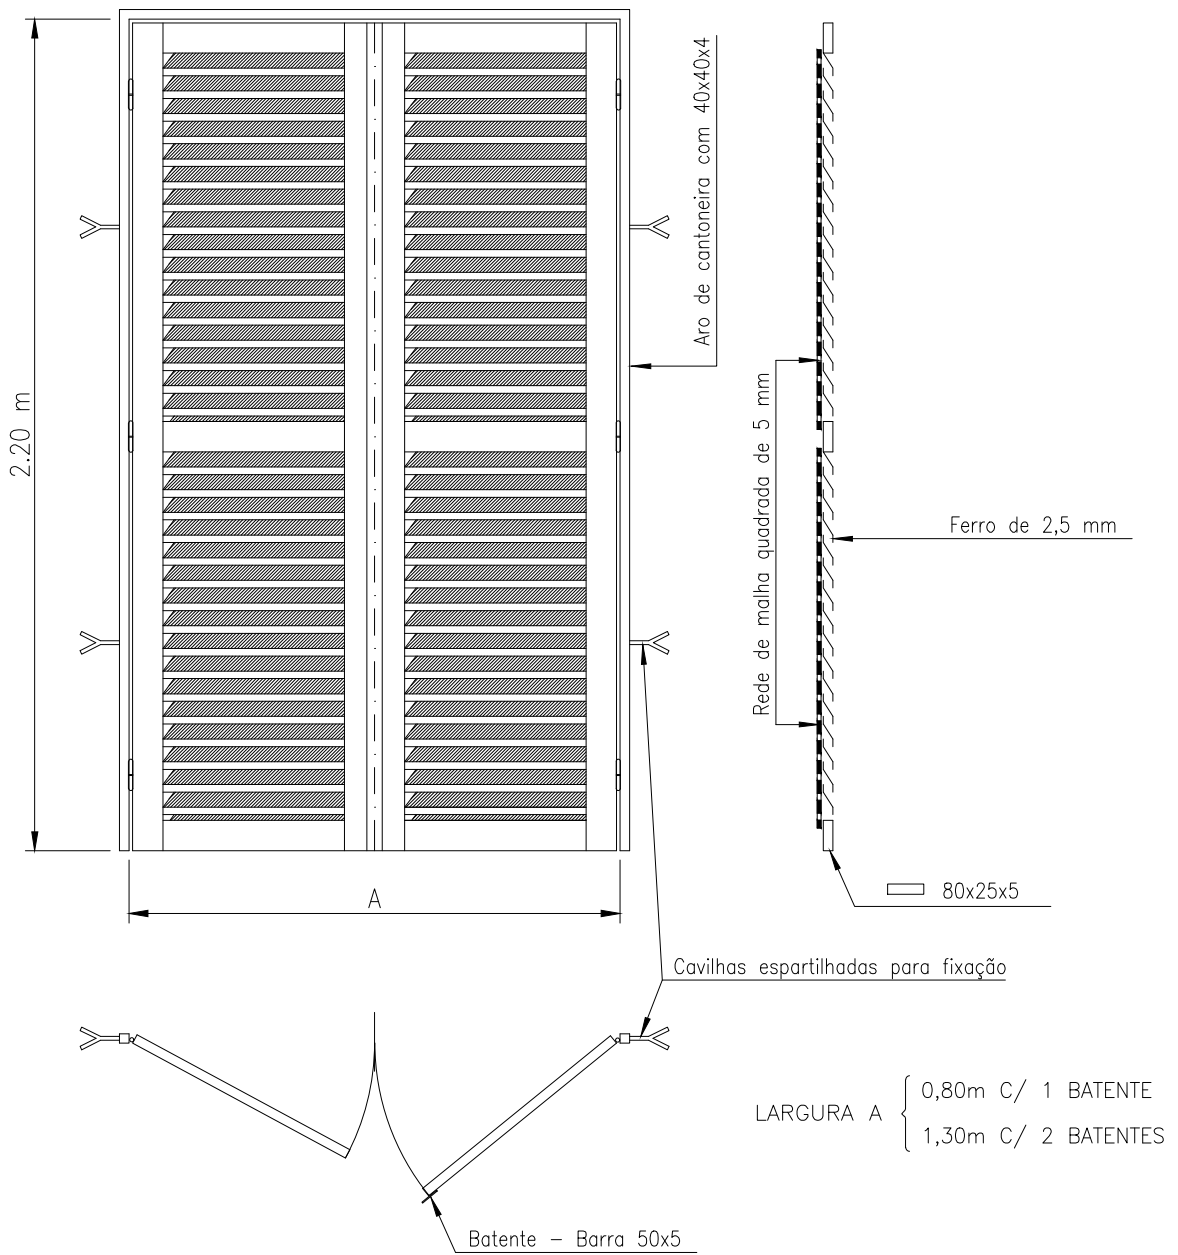 2.20 m
Aro de cantoneira com 40x40x4
Rede de malha quadrada de 5 mm
Ferro de 2,5 mm
80x25x5
A
Cavilhas espartilhadas para fixação
LARGURA A
0,80m C/ 1 BATENTE
1,30m C/ 2 BATENTES
Batente – Barra 50x5